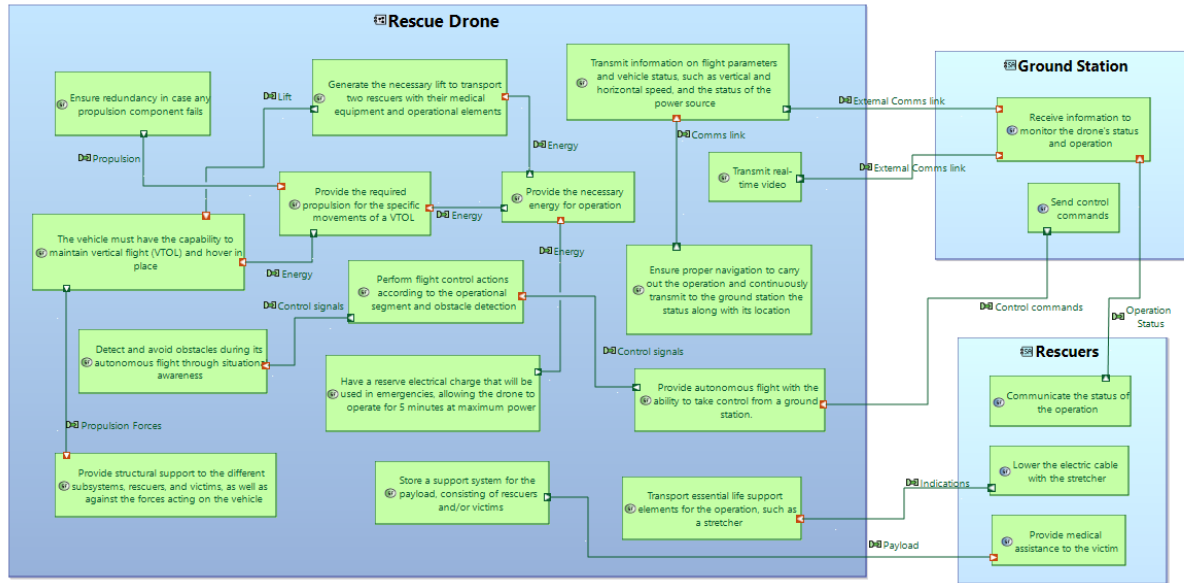 Rescue Drone
Ensure redundancy in case any
propulsion component fails
Lift
Generate the necessary lift to transport
two rescuers with their medical
equipment and operational elements
Transmit information on flight parameters
and vehicle status, such as vertical and
horizontal speed, and the status of the
power source
External Comms link
Ground Station
Receive information to
monitor the drone's status
and operation
Propulsion
Energy
Comms link
Transmit real-
time video
External Comms link
Provide the required
propulsion for the specific
movements of a VTOL
Energy
Provide the necessary
energy for operation
Send control
commands
The vehicle must have the capability to
maintain vertical flight (VTOL) and hover in
place
Energy
Energy
Ensure proper navigation to carry
out the operation and continuously
transmit to the ground station the
status along with its location
Perform flight control actions
according to the operational
segment and obstacle detection
Control signals
Control commands
Operation
Status
Detect and avoid obstacles during its
autonomous flight through situational
awareness
Control signals
Rescuers
Have a reserve electrical charge that will be
used in emergencies, allowing the drone to
operate for 5 minutes at maximum power
Provide autonomous flight with the
ability to take control from a ground
station.
Communicate the status of
the operation
Propulsion Forces
Provide structural support to the different
subsystems, rescuers, and victims, as well as
against the forces acting on the vehicle
Store a support system for the
payload, consisting of rescuers
and/or victims
Transport essential life support
elements for the operation, such as
a stretcher
Indications
Lower the electric cable
with the stretcher
Payload
Provide medical
assistance to the victim